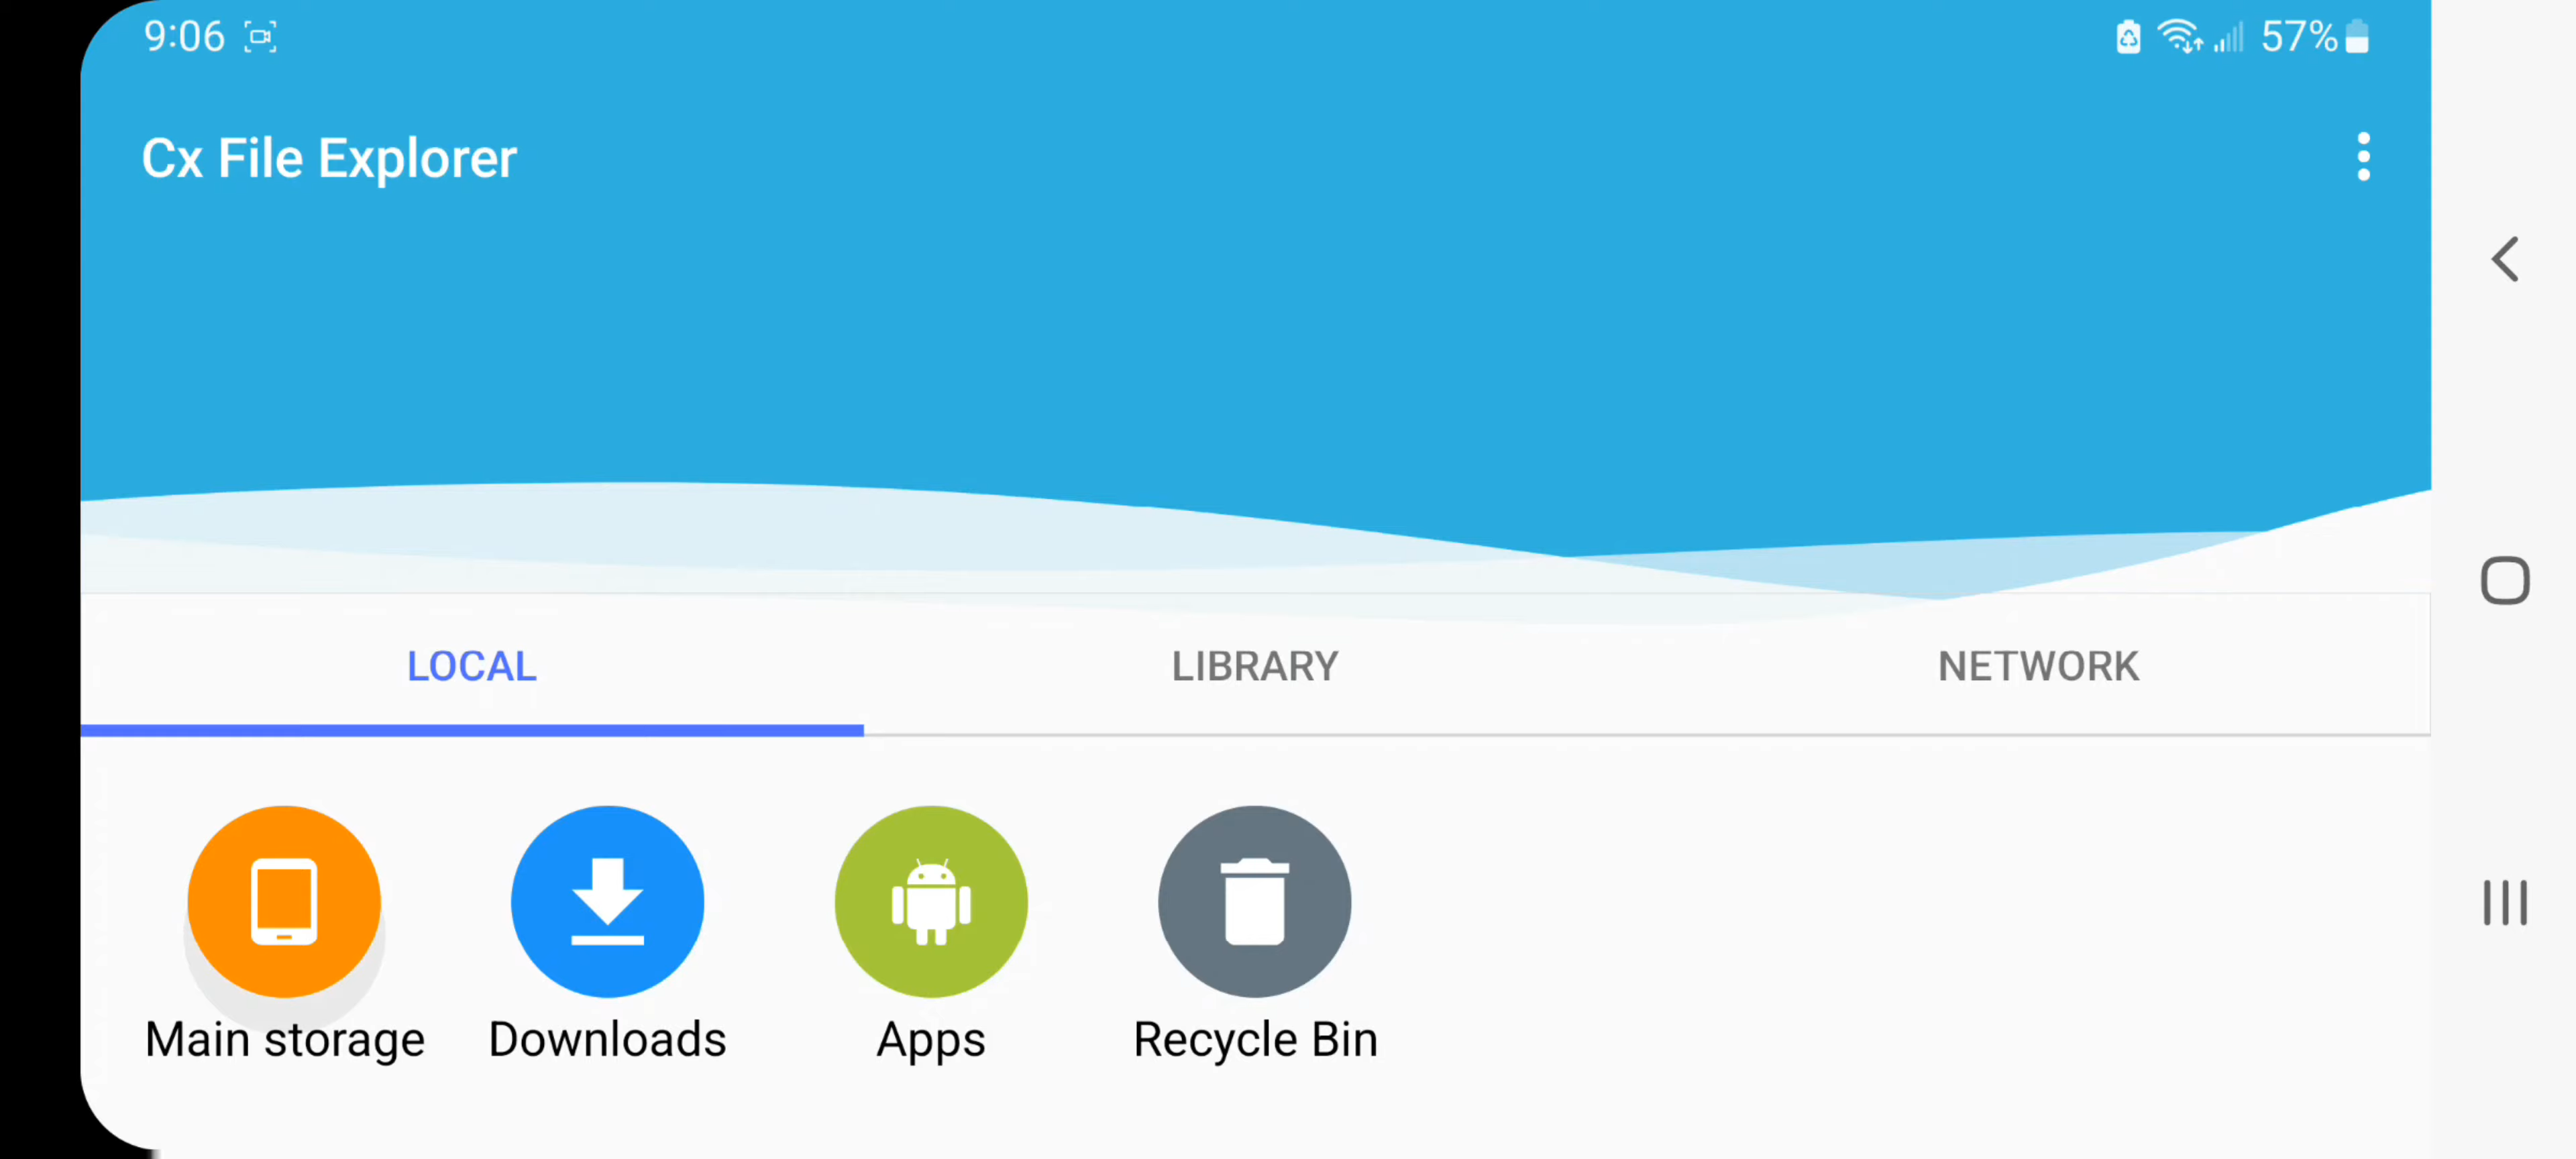 9:06 57%
Cx File Explorer
LOCAL LIBRARY NETWORK
Main storage Downloads Apps Recycle Bin